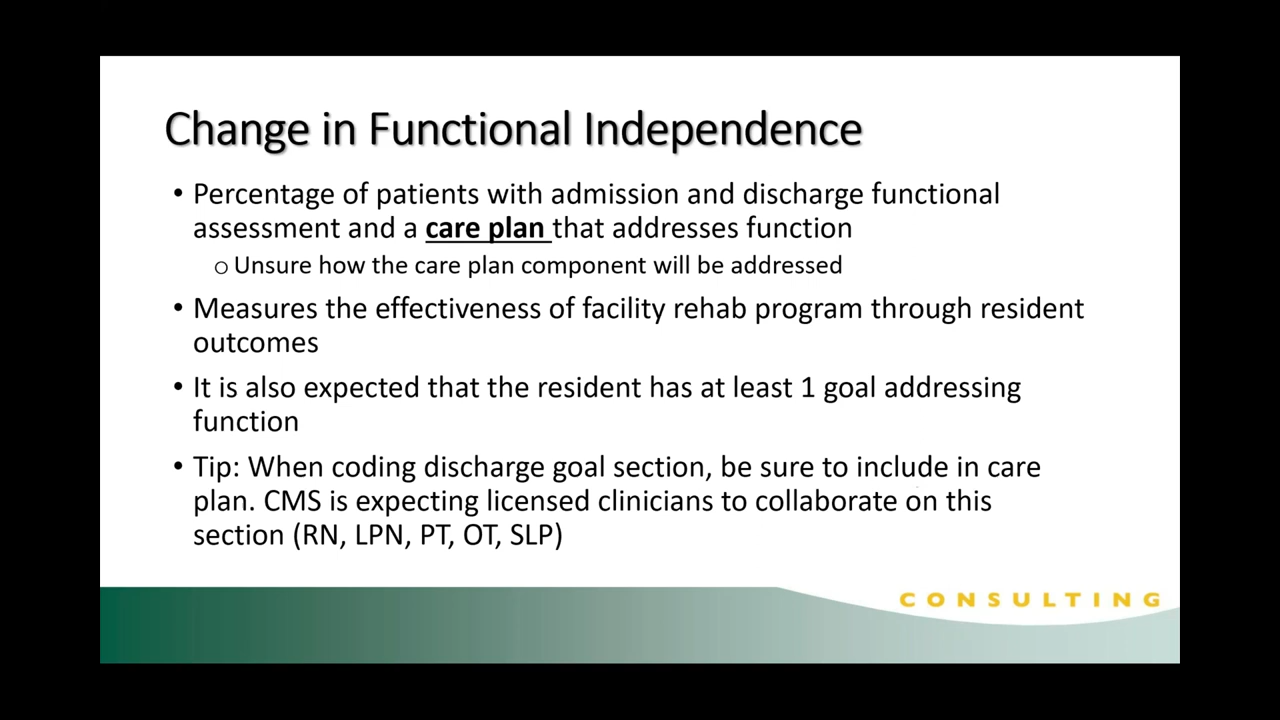 Change in Functional Independence
• Percentage of patients with admission and discharge functional
assessment and a care plan that addresses function
o Unsure how the care plan component will be addressed
• Measures the effectiveness of facility rehab program through resident
outcomes
• It is also expected that the resident has at least 1 goal addressing
function
• Tip: When coding discharge goal section, be sure to include in care
plan. CMS is expecting licensed clinicians to collaborate on this
section (RN, LPN, PT, OT, SLP)
CONSULTING